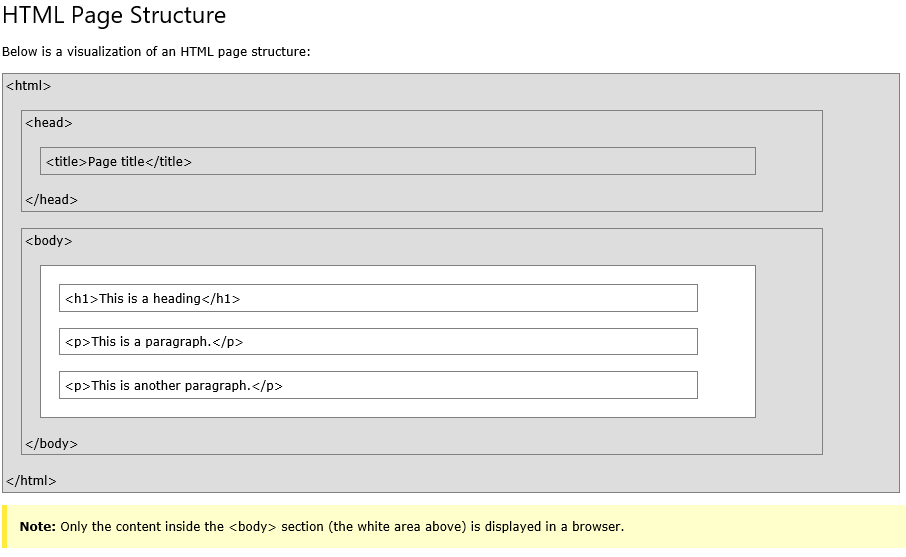 HTML Page Structure
Below is a visualization of an HTML page structure:
<html>
<head>
<title>Page title</title>
</head>
<body>
<h1>This is a heading</h1>
<p>This is a paragraph.</p>
<p>This is another paragraph.</p>
</body>
</html>
Note: Only the content inside the <body> section (the white area above) is displayed in a browser.